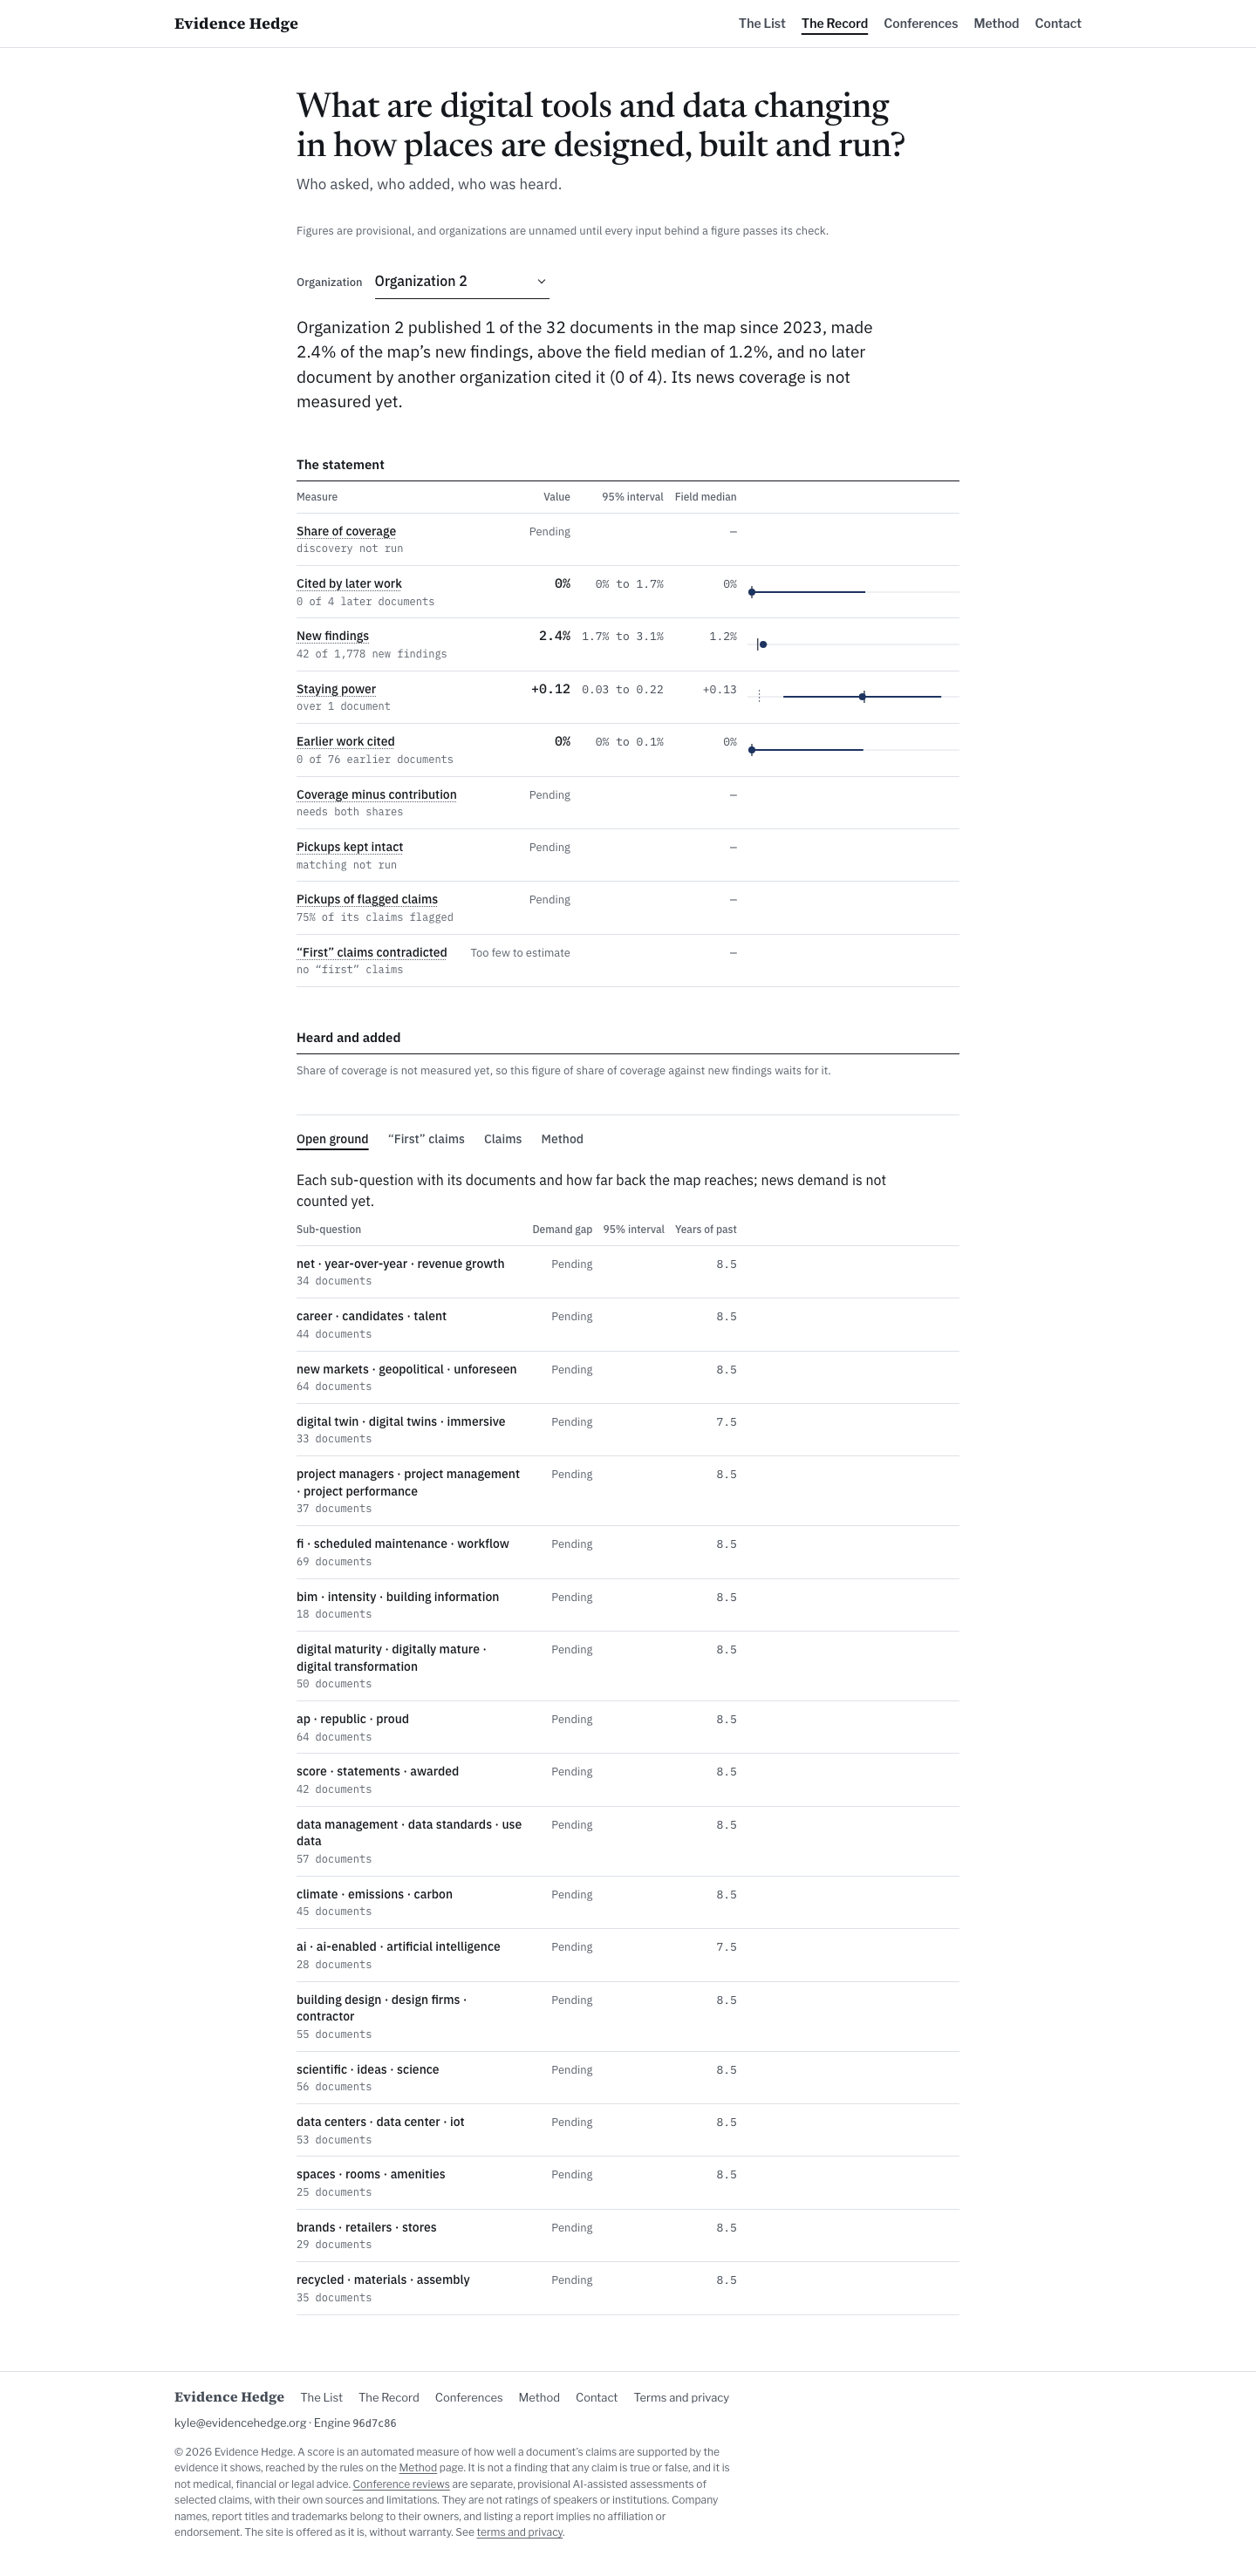 Evidence Hedge
The List The Record Conferences Method Contact
What are digital tools and data changing
in how places are designed, built and run?
Who asked, who added, who was heard.
Figures are provisional, and organizations are unnamed until every input behind a figure passes its check.
Organization Organization 2
Organization 2 published 1 of the 32 documents in the map since 2023, made
2.4% of the map’s new findings, above the field median of 1.2%, and no later
document by another organization cited it (0 of 4). Its news coverage is not
measured yet.
The statement
Measure Value 95% interval Field median
Share of coverage Pending –
discovery not run
Cited by later work 0% 0% to 1.7% 0%
0 of 4 later documents
New findings 2.4% 1.7% to 3.1% 1.2%
42 of 1,778 new findings
Staying power +0.12 0.03 to 0.22 +0.13
over 1 document
Earlier work cited 0% 0% to 0.1% 0%
0 of 76 earlier documents
Coverage minus contribution Pending –
needs both shares
Pickups kept intact Pending –
matching not run
Pickups of flagged claims Pending –
75% of its claims flagged
“First” claims contradicted Too few to estimate –
no “first” claims
Heard and added
Share of coverage is not measured yet, so this figure of share of coverage against new findings waits for it.
Open ground “First” claims Claims Method
Each sub-question with its documents and how far back the map reaches; news demand is not
counted yet.
Sub-question Demand gap 95% interval Years of past
net · year-over-year · revenue growth Pending 8.5
34 documents
career · candidates · talent Pending 8.5
44 documents
new markets · geopolitical · unforeseen Pending 8.5
64 documents
digital twin · digital twins · immersive Pending 7.5
33 documents
project managers · project management Pending 8.5
· project performance
37 documents
fi · scheduled maintenance · workflow Pending 8.5
69 documents
bim · intensity · building information Pending 8.5
18 documents
digital maturity · digitally mature · Pending 8.5
digital transformation
50 documents
ap · republic · proud Pending 8.5
64 documents
score · statements · awarded Pending 8.5
42 documents
data management · data standards · use Pending 8.5
data
57 documents
climate · emissions · carbon Pending 8.5
45 documents
ai · ai-enabled · artificial intelligence Pending 7.5
28 documents
building design · design firms · Pending 8.5
contractor
55 documents
scientific · ideas · science Pending 8.5
56 documents
data centers · data center · iot Pending 8.5
53 documents
spaces · rooms · amenities Pending 8.5
25 documents
brands · retailers · stores Pending 8.5
29 documents
recycled · materials · assembly Pending 8.5
35 documents
Evidence Hedge The List The Record Conferences Method Contact Terms and privacy
kyle@evidencehedge.org · Engine 96d7c86
© 2026 Evidence Hedge. A score is an automated measure of how well a document’s claims are supported by the
evidence it shows, reached by the rules on the Method page. It is not a finding that any claim is true or false, and it is
not medical, financial or legal advice. Conference reviews are separate, provisional AI-assisted assessments of
selected claims, with their own sources and limitations. They are not ratings of speakers or institutions. Company
names, report titles and trademarks belong to their owners, and listing a report implies no affiliation or
endorsement. The site is offered as it is, without warranty. See terms and privacy.